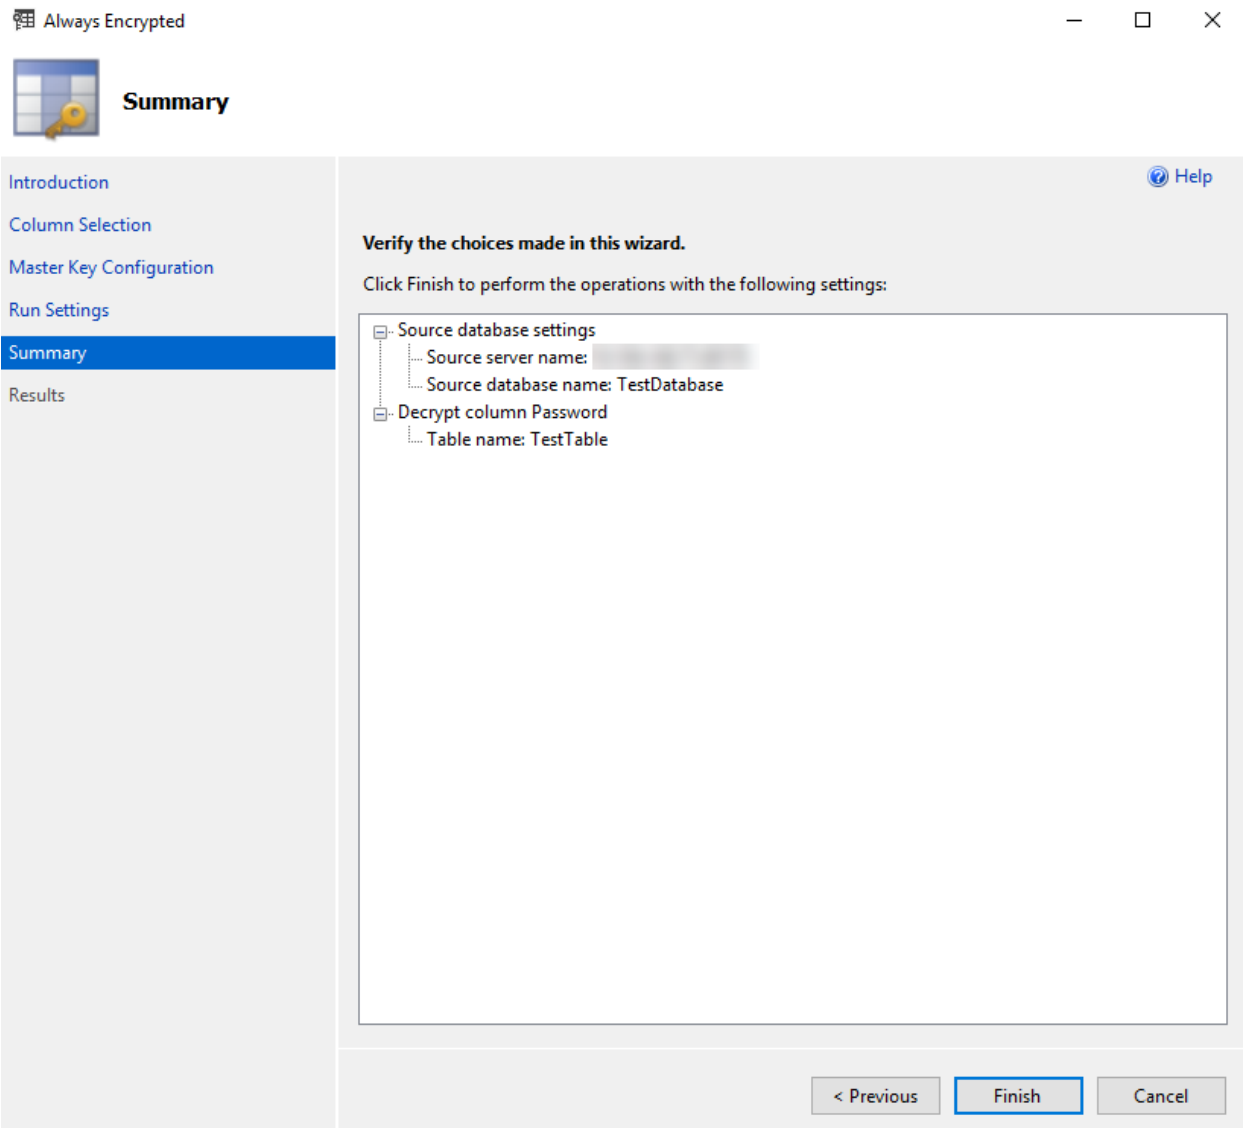 Always Encrypted
Summary
Introduction
Column Selection
Master Key Configuration
Run Settings
Summary
Results
Help
Verify the choices made in this wizard.
Click Finish to perform the operations with the following settings:
Source database settings
Source server name:
Source database name: TestDatabase
Decrypt column Password
Table name: TestTable
< Previous
Finish
Cancel